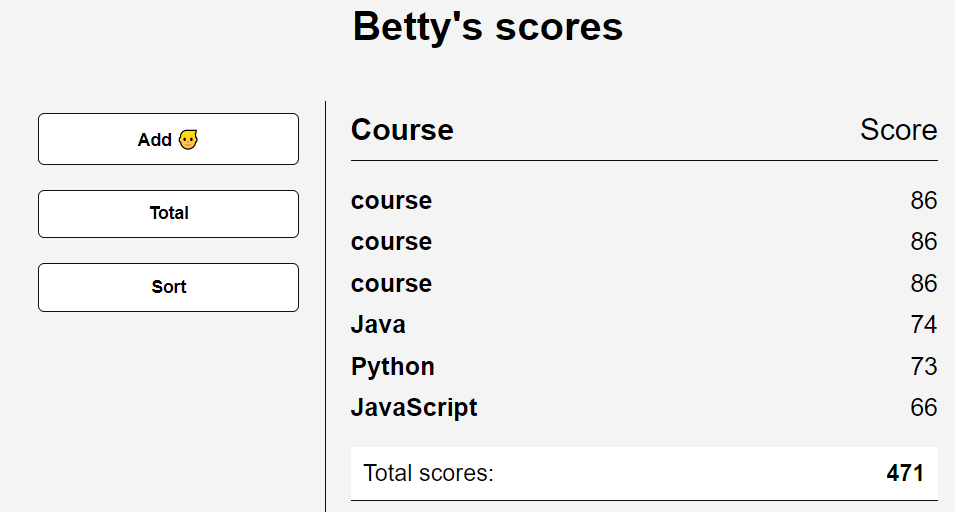 Betty's scores
Add
Total
Sort
Course Score
course 86
course 86
course 86
Java 74
Python 73
JavaScript 66
Total scores: 471